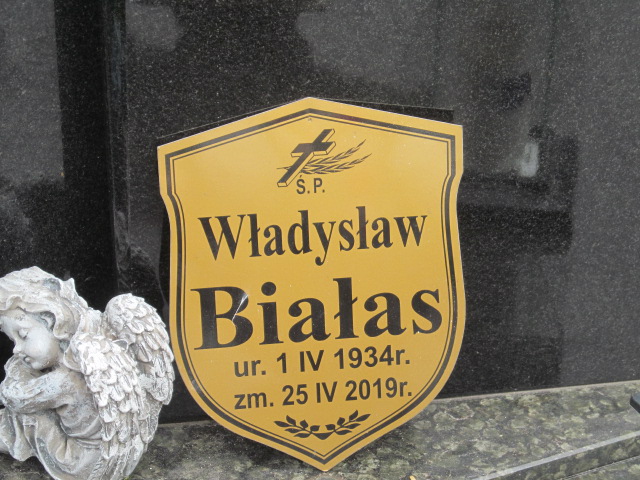 Ś.P.
Władysław
Białas
ur. 1 IV 1934r.
zm. 25 IV 2019r.